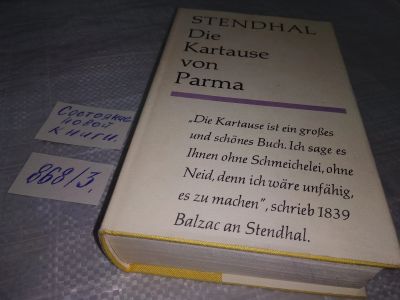 STENDHAL
Die
Kartause
von
Parma
„Die Kartause ist ein großes
und schönes Buch. Ich sage es
Ihnen ohne Schmeichelei, ohne
Neid, denn ich wäre unfähig,
es zu machen”, schrieb 1839
Balzac an Stendhal.
Состояние
новой
книги.
868/3.